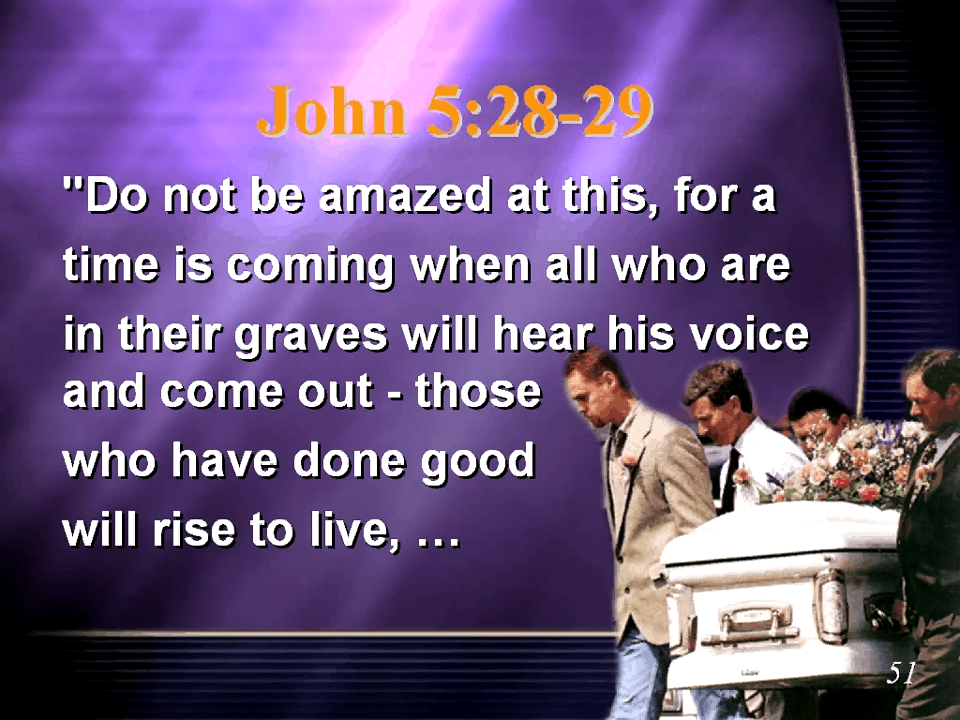 John 5:28-29
"Do not be amazed at this, for a
time is coming when all who are
in their graves will hear his voice
and come out - those
who have done good
will rise to live, …
51